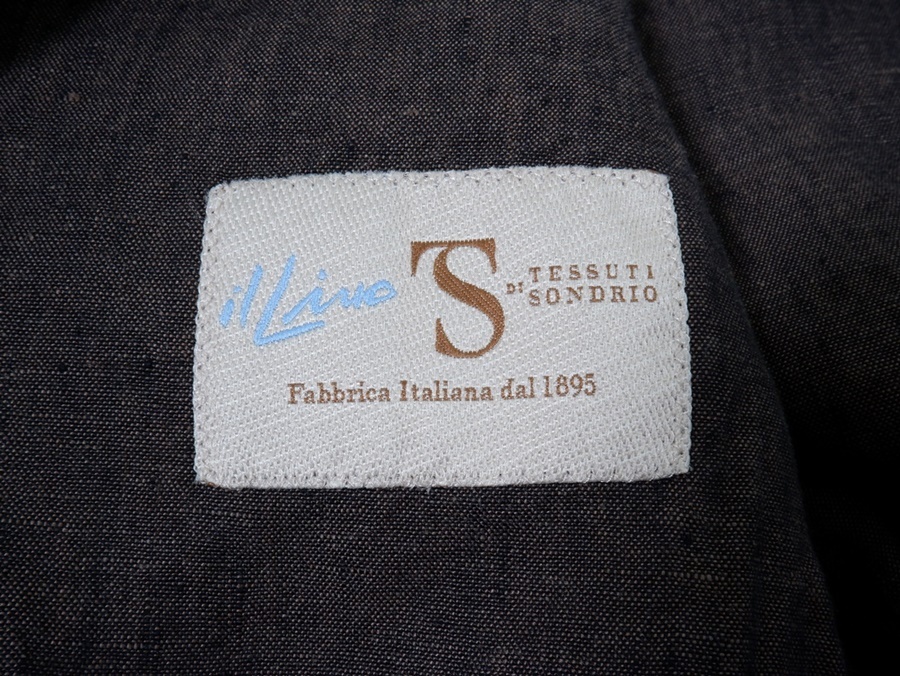 il Lino TS DI TESSUTI
SONDRIO
Fabbrica Italiana dal 1895